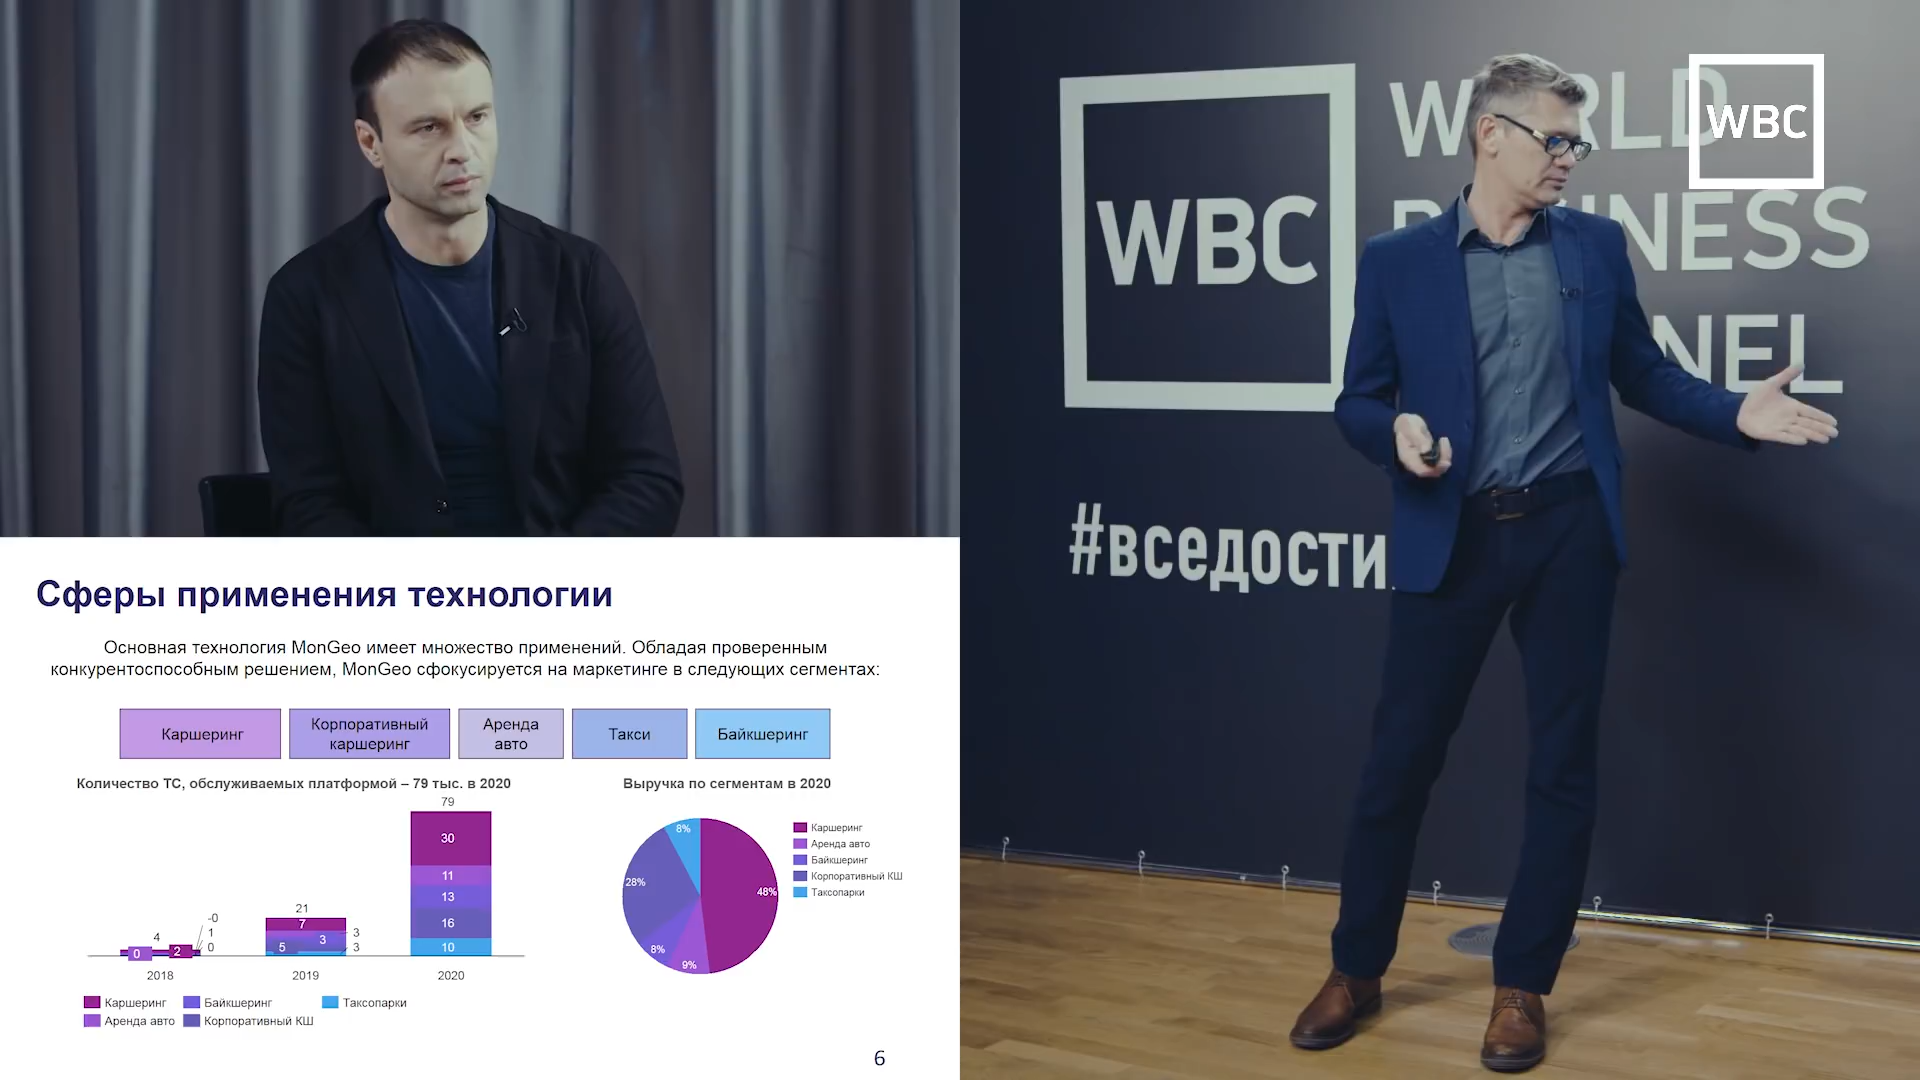 WBC
WORLD
BUSINESS
NEL
WBC
#вседости
Сферы применения технологии
Основная технология MonGeo имеет множество применений. Обладая проверенным
конкурентоспособным решением, MonGeo сфокусируется на маркетинге в следующих сегментах:
Каршеринг
Корпоративный
каршеринг
Аренда
авто
Такси
Байкшеринг
Количество ТС, обслуживаемых платформой – 79 тыс. в 2020
79
30
11
13
16
10
21
7
3
5
3
3
4
-0
1
0
0
2
2018
2019
2020
Каршеринг
Байкшеринг
Таксопарки
Аренда авто
Корпоративный КШ
Выручка по сегментам в 2020
8%
48%
28%
8%
9%
Каршеринг
Аренда авто
Байкшеринг
Корпоративный КШ
Таксопарки
6